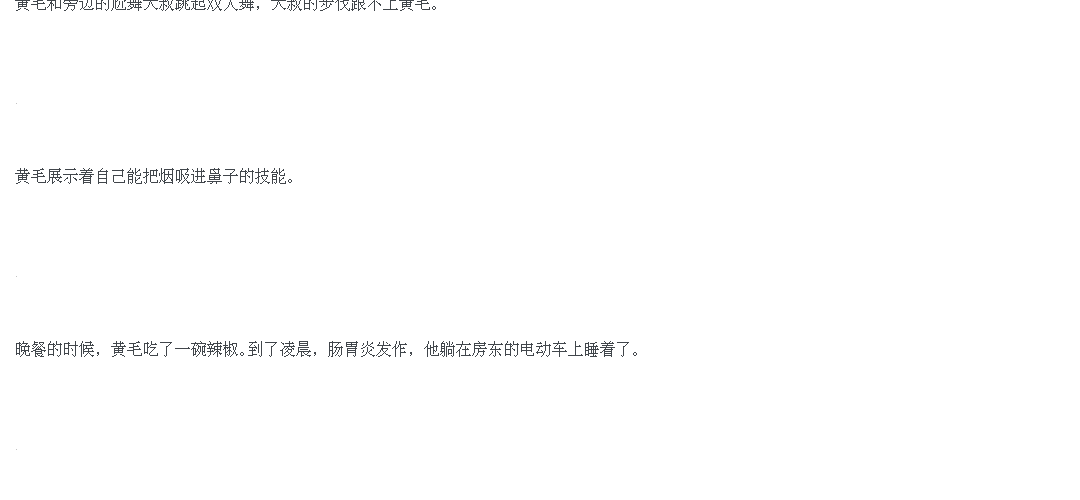 黄毛和旁边的尬舞大叔跳起双人舞，大叔的步伐跟不上黄毛。
黄毛展示着自己能把烟吸进鼻子的技能。
晚餐的时候，黄毛吃了一碗辣椒。到了凌晨，肠胃炎发作，他躺在房东的电动车上睡着了。